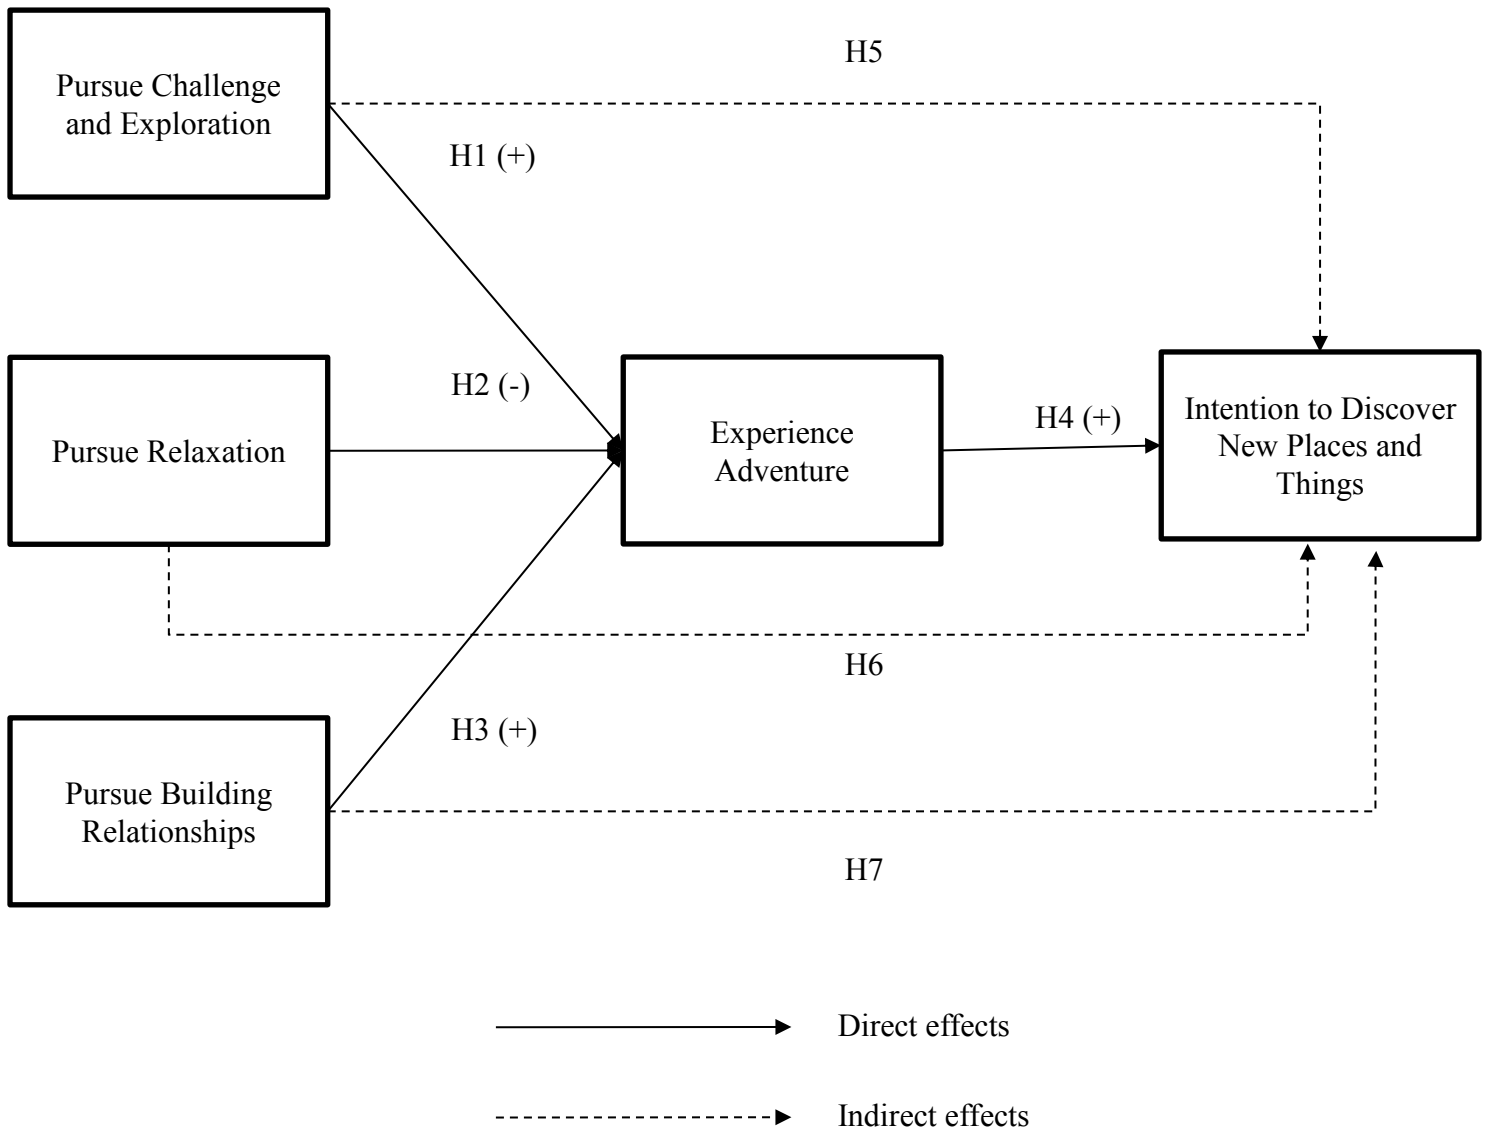 H5
Pursue Challenge
and Exploration
H1 (+)
H2 (-)
Pursue Relaxation
Experience
Adventure
H4 (+)
Intention to Discover
New Places and
Things
H6
H3 (+)
Pursue Building
Relationships
H7
Direct effects
Indirect effects